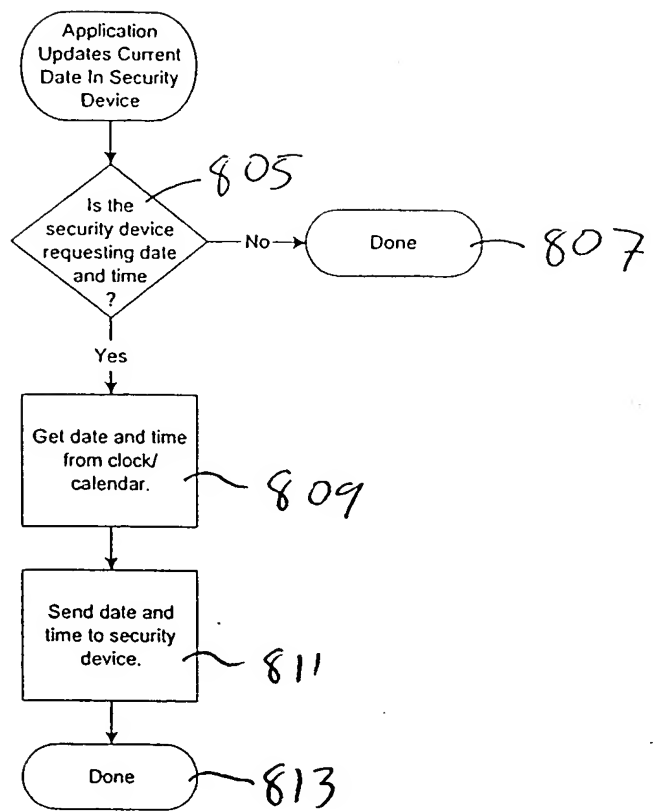 Application
Updates Current
Date In Security
Device
805
Is the
security device
requesting date
and time
?
No
Done
807
Yes
Get date and time
from clock/
calendar.
809
Send date and
time to security
device.
811
Done
813